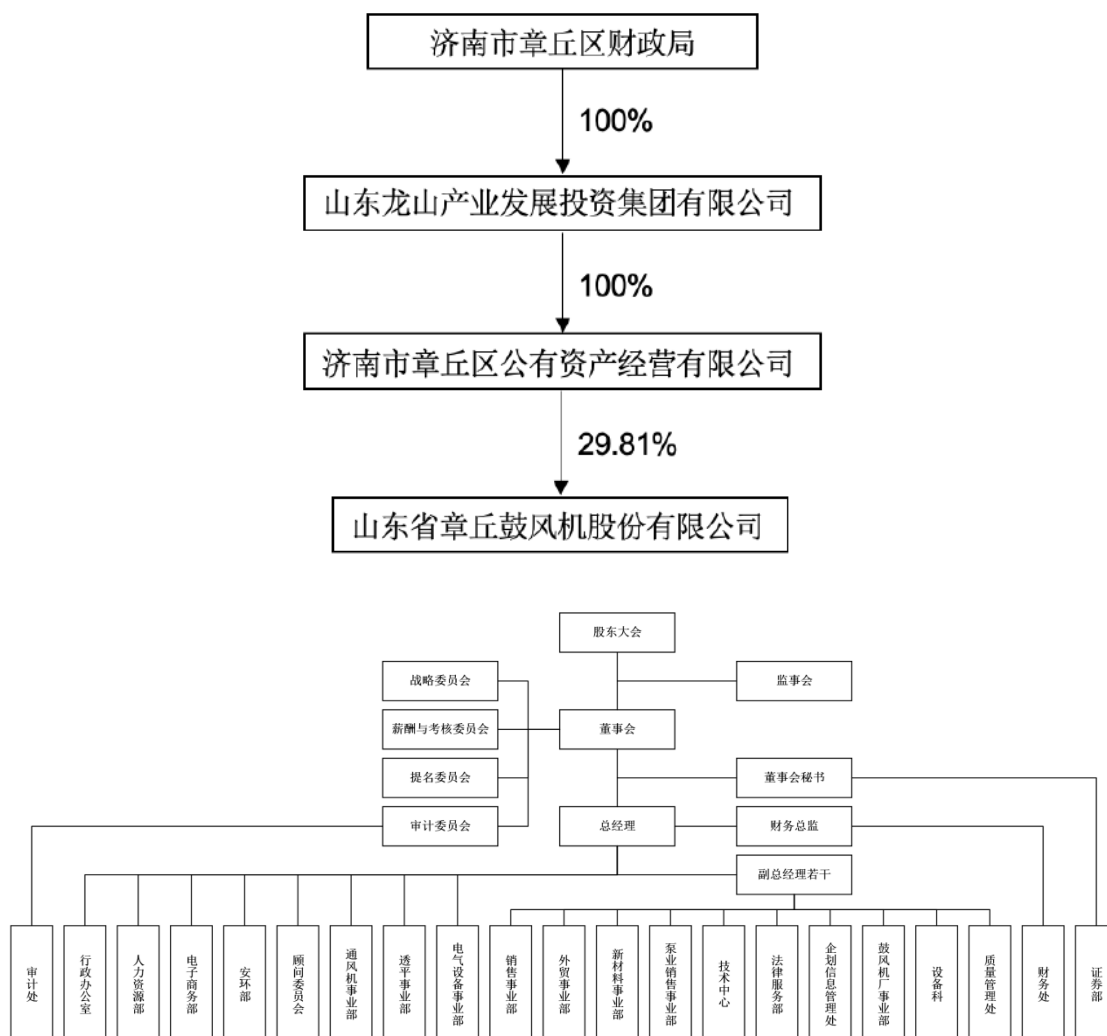 济南市章丘区财政局
100%
山东龙山产业发展投资集团有限公司
100%
济南市章丘区公有资产经营有限公司
29.81%
山东省章丘鼓风机股份有限公司
股东大会
战略委员会
监事会
薪酬与考核委员会
董事会
提名委员会
董事会秘书
审计委员会
总经理
财务总监
副总经理若干
审计处
行政办公室
人力资源部
电子商务部
安环部
顾问委员会
通风机事业部
透平事业部
电气设备事业部
销售事业部
外贸事业部
新材料事业部
泵业销售事业部
技术中心
法律服务部
企划信息管理处
鼓风机厂事业部
设备科
质量管理处
财务处
证券部